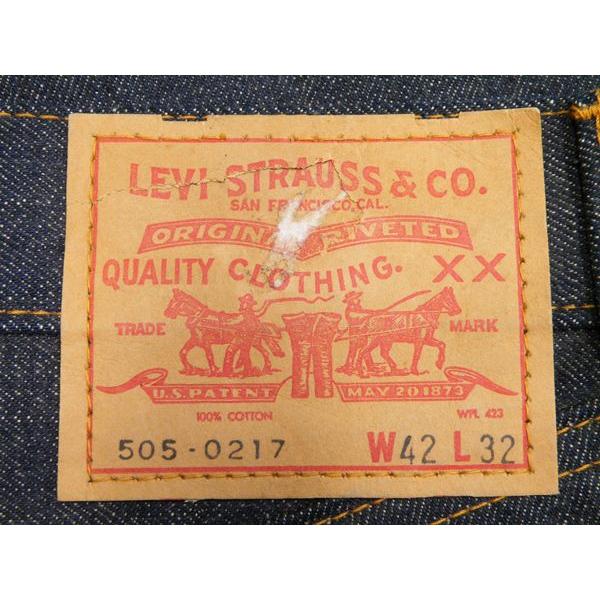 LEVI STRAUSS & CO.
SAN FRANCISCO, CAL.
ORIGINAL RIVETED
QUALITY CLOTHING. XX
TRADE MARK
U.S. PATENT MAY 20 1873
100% COTTON WPL 423
505-0217 W42 L32